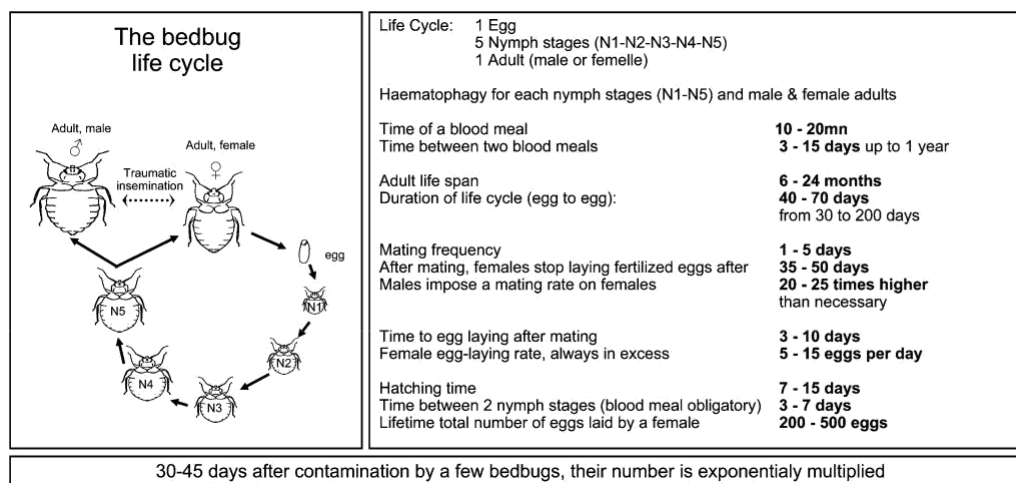 The bedbug
life cycle
Adult, male
♂
Adult, female
♀
Traumatic
insemination
egg
N1
N2
N3
N4
N5
Life Cycle: 1 Egg
5 Nymph stages (N1-N2-N3-N4-N5)
1 Adult (male or femelle)
Haematophagy for each nymph stages (N1-N5) and male & female adults
Time of a blood meal 10 - 20mn
Time between two blood meals 3 - 15 days up to 1 year
Adult life span 6 - 24 months
Duration of life cycle (egg to egg): 40 - 70 days
from 30 to 200 days
Mating frequency 1 - 5 days
After mating, females stop laying fertilized eggs after 35 - 50 days
Males impose a mating rate on females 20 - 25 times higher
than necessary
Time to egg laying after mating 3 - 10 days
Female egg-laying rate, always in excess 5 - 15 eggs per day
Hatching time 7 - 15 days
Time between 2 nymph stages (blood meal obligatory) 3 - 7 days
Lifetime total number of eggs laid by a female 200 - 500 eggs
30-45 days after contamination by a few bedbugs, their number is exponentialy multiplied